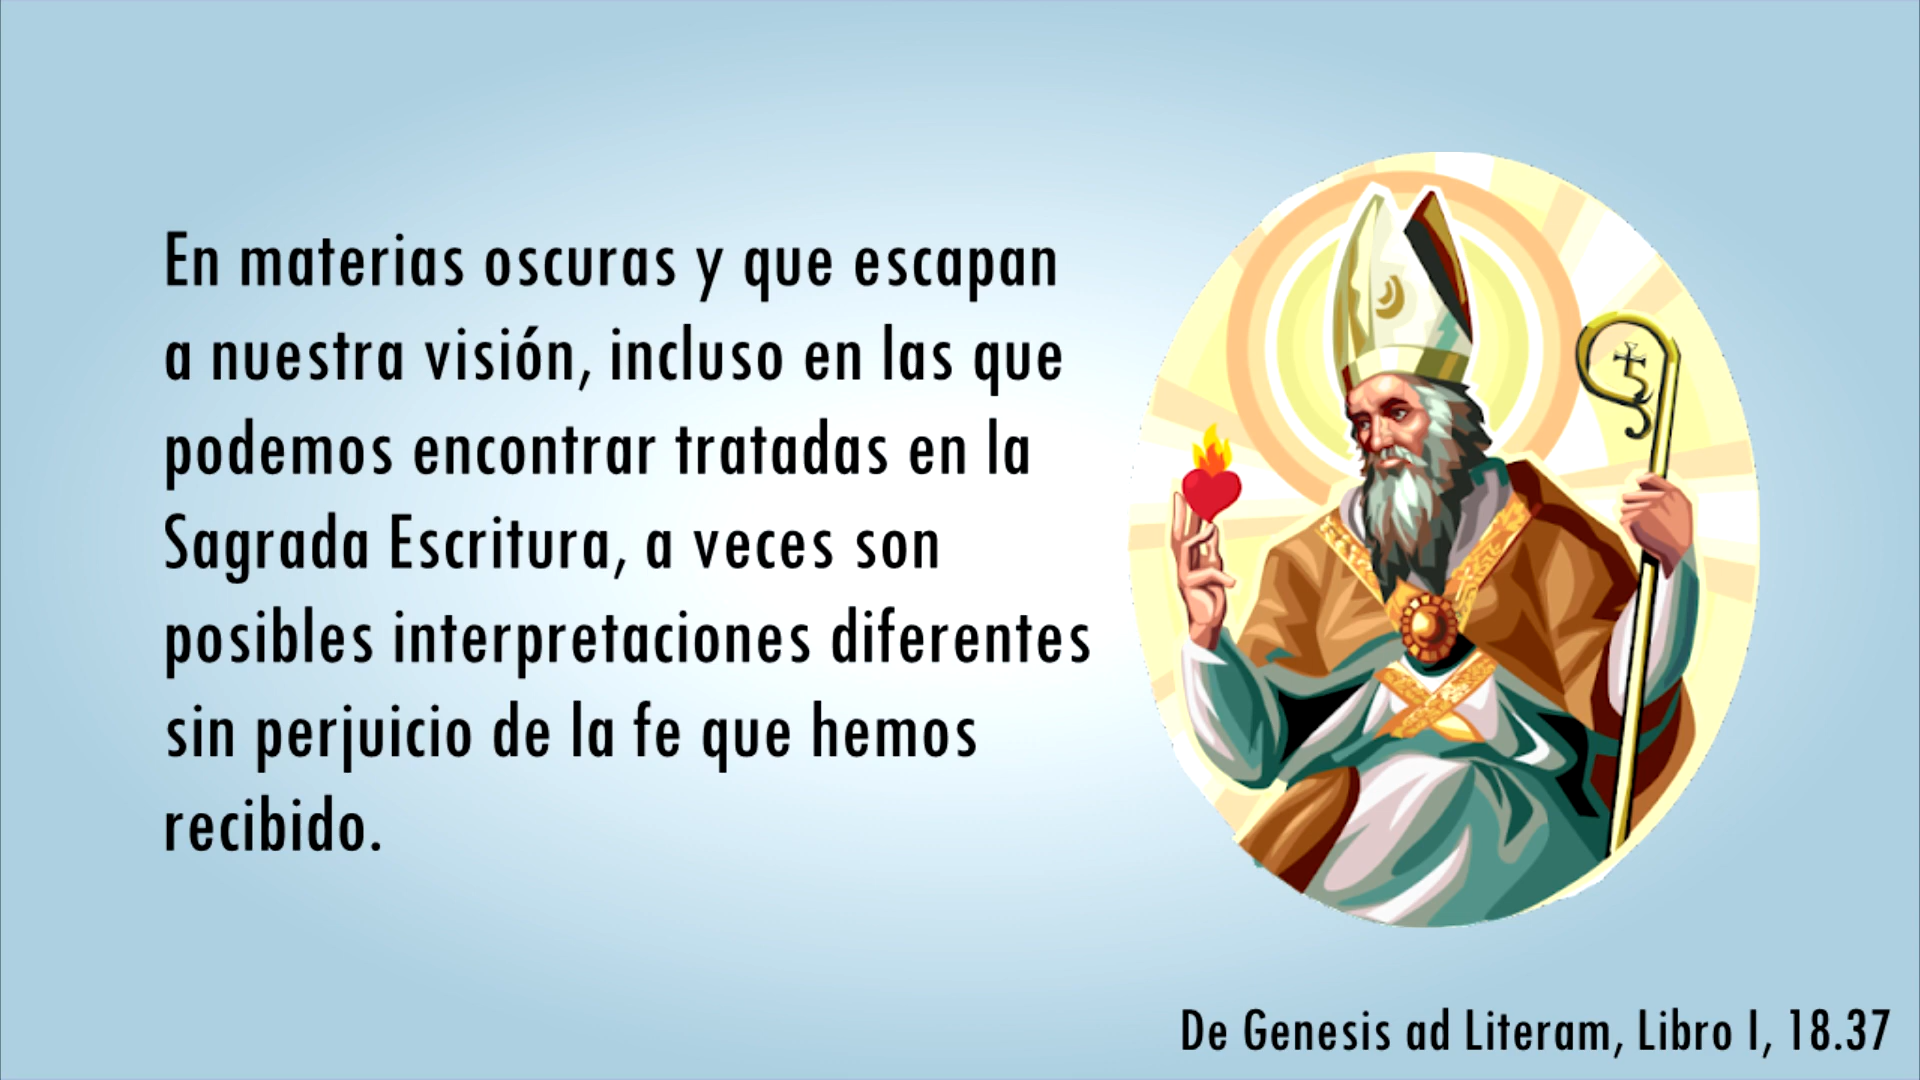 En materias oscuras y que escapan
a nuestra visión, incluso en las que
podemos encontrar tratadas en la
Sagrada Escritura, a veces son
posibles interpretaciones diferentes
sin perjuicio de la fe que hemos
recibido.
De Genesis ad Literam, Libro I, 18.37